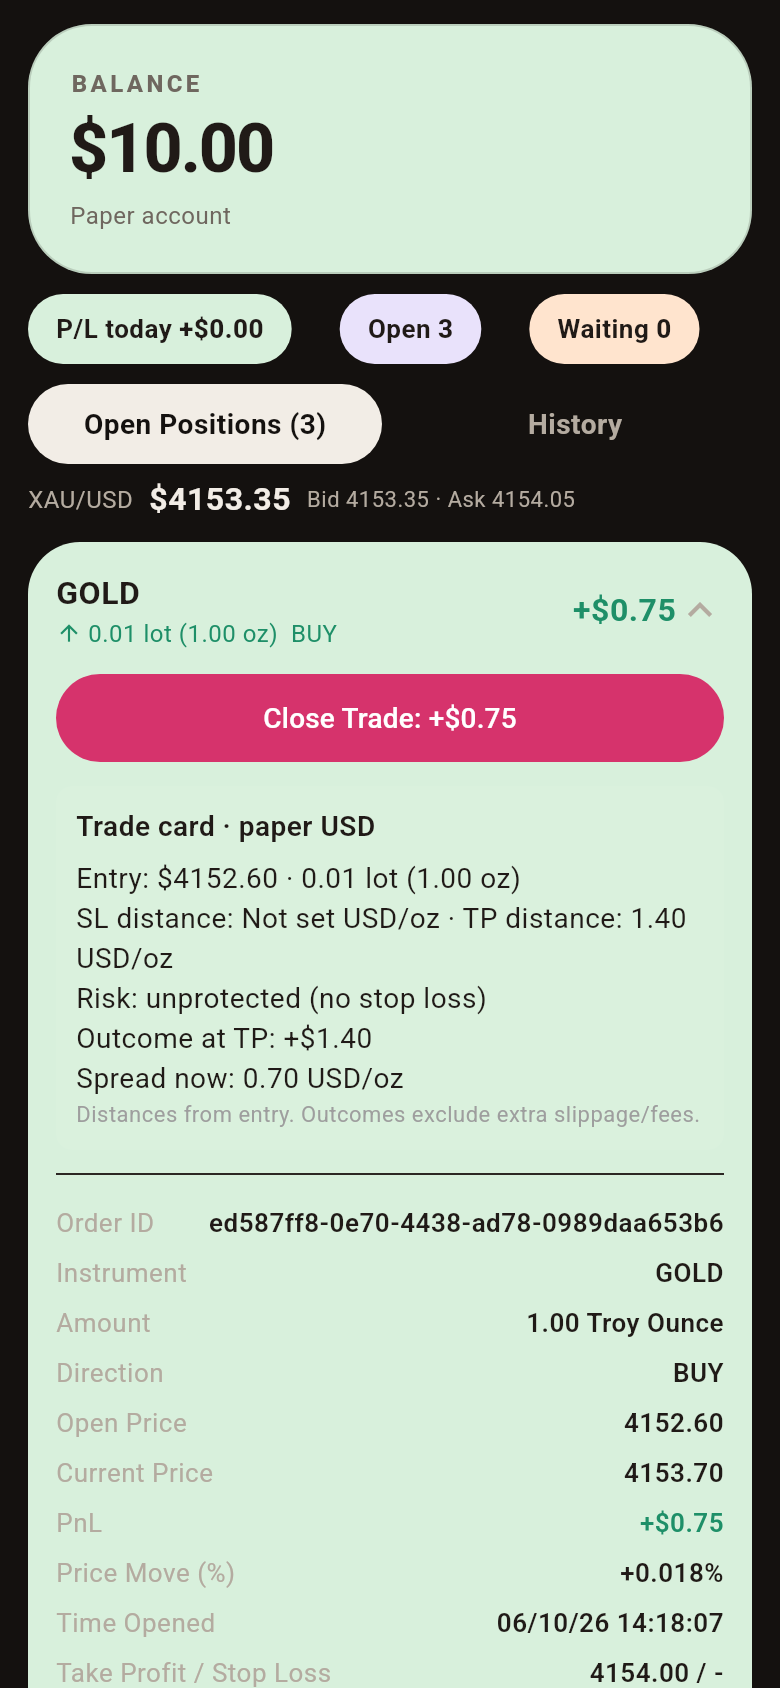 BALANCE
$10.00
Paper account
P/L today +$0.00
Open 3
Waiting 0
Open Positions (3)
History
XAU/USD $4153.35 Bid 4153.35 · Ask 4154.05
GOLD
+$0.75
↑ 0.01 lot (1.00 oz) BUY
Close Trade: +$0.75
Trade card · paper USD
Entry: $4152.60 · 0.01 lot (1.00 oz)
SL distance: Not set USD/oz · TP distance: 1.40
USD/oz
Risk: unprotected (no stop loss)
Outcome at TP: +$1.40
Spread now: 0.70 USD/oz
Distances from entry. Outcomes exclude extra slippage/fees.
Order ID ed587ff8-0e70-4438-ad78-0989daa653b6
Instrument GOLD
Amount 1.00 Troy Ounce
Direction BUY
Open Price 4152.60
Current Price 4153.70
PnL +$0.75
Price Move (%) +0.018%
Time Opened 06/10/26 14:18:07
Take Profit / Stop Loss 4154.00 / -